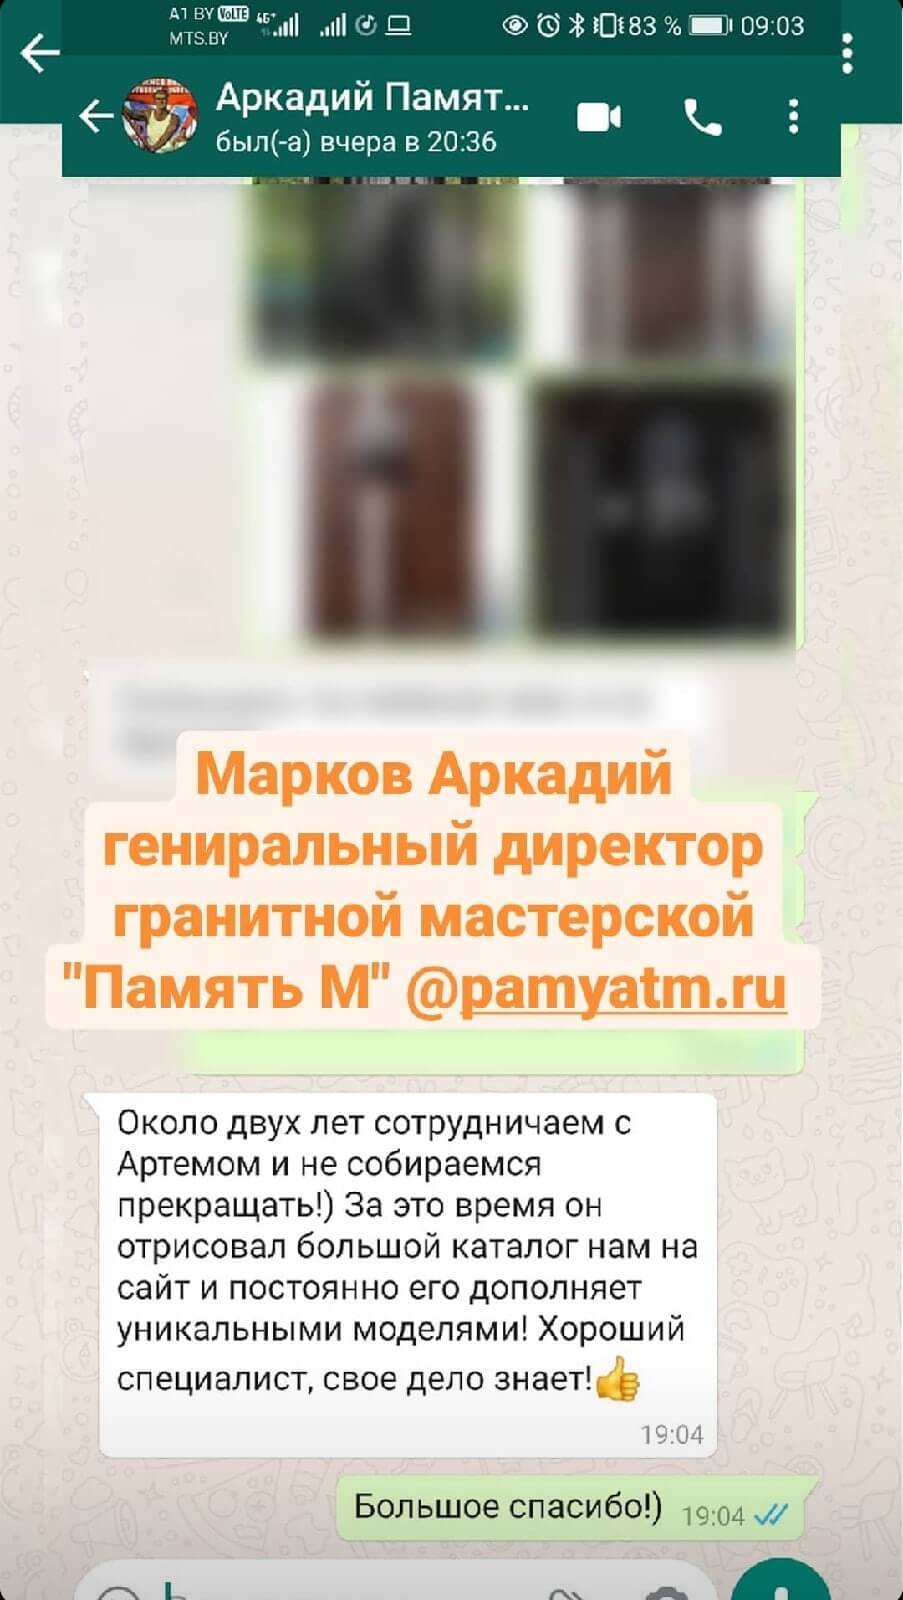 A1 BY VoLTE 4G+
MTS.BY
83 % 09:03
Аркадий Памят...
был(-а) вчера в 20:36
Марков Аркадий
гениральный директор
гранитной мастерской
"Память М" @pamyatm.ru
Около двух лет сотрудничаем с
Артемом и не собираемся
прекращать!) За это время он
отрисовал большой каталог нам на
сайт и постоянно его дополняет
уникальными моделями! Хороший
специалист, свое дело знает!👍
19:04
Большое спасибо!) 19:04